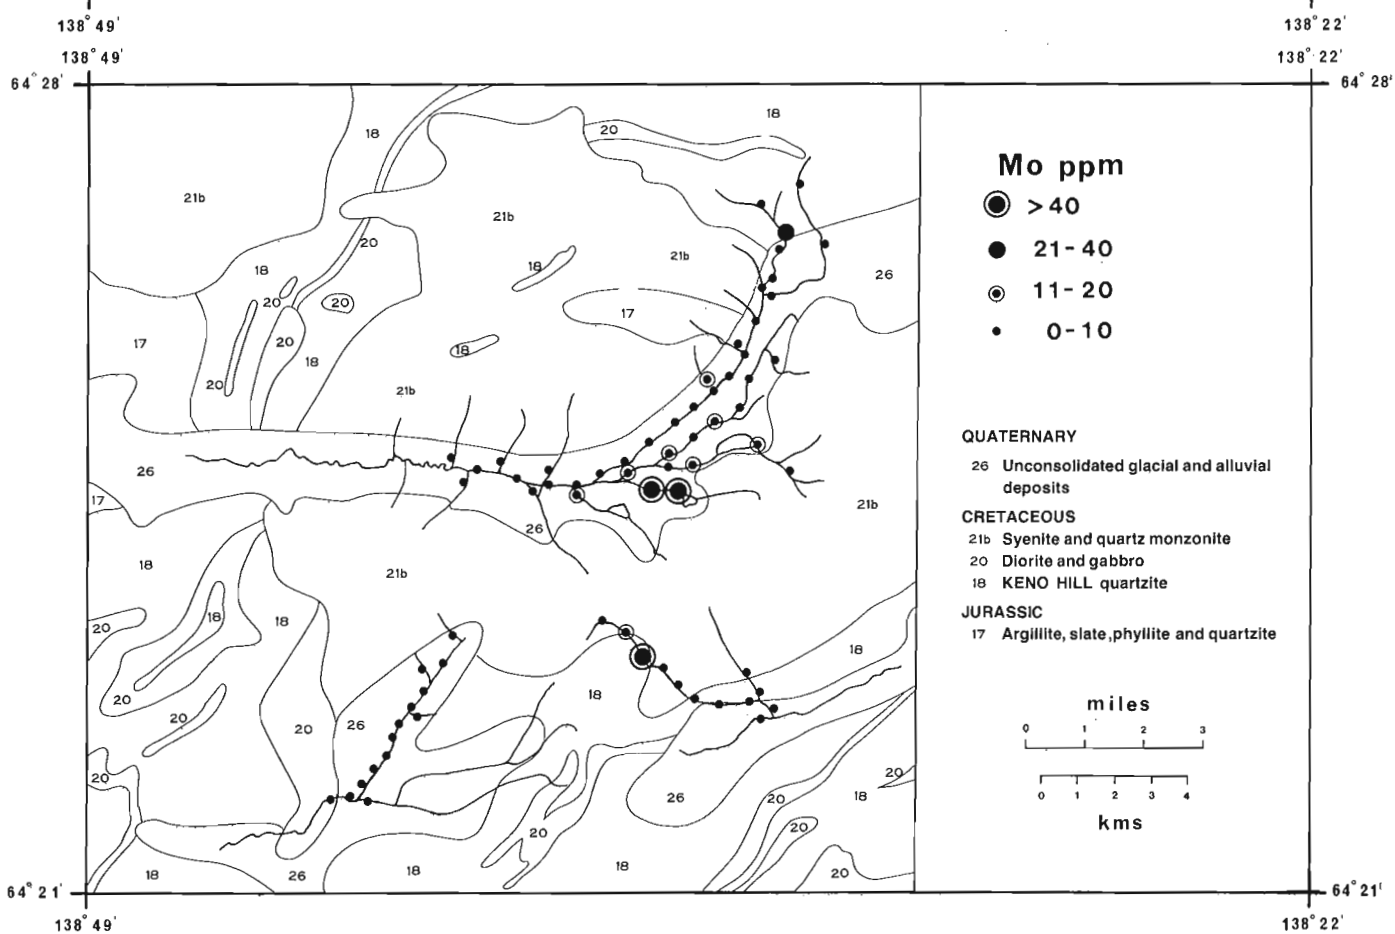 138°49' 138°22'
138°49' 138°22'
64°28' 64°28'
18
18
20
21b
21b
20
21b
18
18
26
20
20
17
20
17
18
18
20
21b
26
17
21b
26
18
21b
18
18
20
18
20
18
20
20
26
20
20
26
20
18
20
18
18
18
20
26
Mo ppm
>40
21-40
11-20
0-10
QUATERNARY
26 Unconsolidated glacial and alluvial
deposits
CRETACEOUS
21b Syenite and quartz monzonite
20 Diorite and gabbro
18 KENO HILL quartzite
JURASSIC
17 Argillite, slate, phyllite and quartzite
miles
0 1 2 3
0 1 2 3 4
kms
64°21' 64°21'
138°49' 138°22'